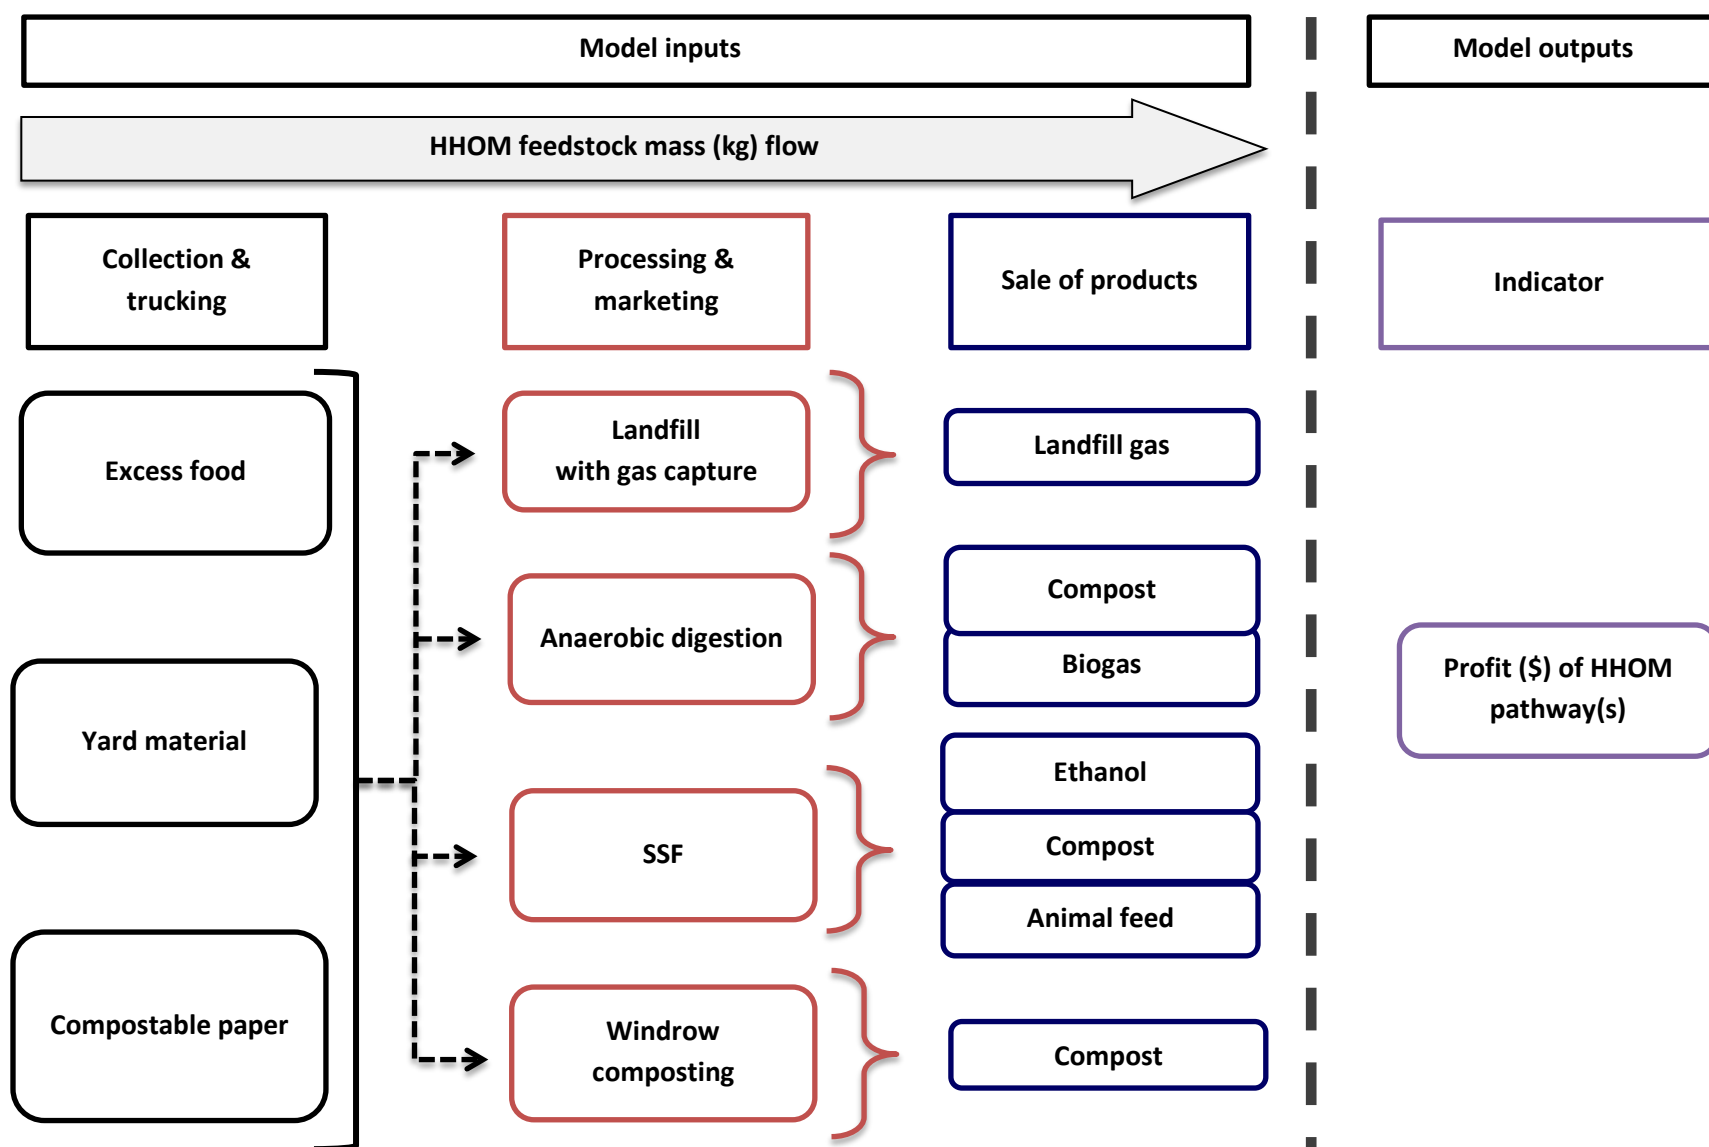 Model inputs
Model outputs
HHOM feedstock mass (kg) flow
Collection &
trucking
Processing &
marketing
Sale of products
Indicator
Excess food
Yard material
Compostable paper
Landfill
with gas capture
Anaerobic digestion
SSF
Windrow
composting
Landfill gas
Compost
Biogas
Ethanol
Compost
Animal feed
Compost
Profit ($) of HHOM
pathway(s)